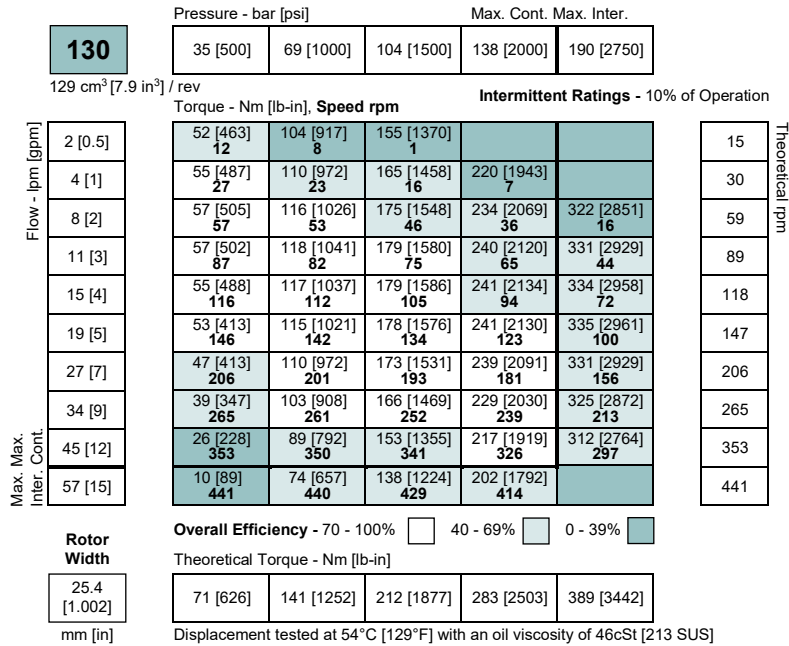 Pressure - bar [psi] Max. Cont. Max. Inter.
130 35 [500] 69 [1000] 104 [1500] 138 [2000] 190 [2750]
129 cm³ [7.9 in³] / rev
Intermittent Ratings - 10% of Operation
Torque - Nm [lb-in], Speed rpm
Flow - lpm [gpm]
Max. Max.
Inter. Cont.
Theoretical rpm
2 [0.5] 52 [463] 104 [917] 155 [1370] 15
12 8 1
4 [1] 55 [487] 110 [972] 165 [1458] 220 [1943] 30
27 23 16 7
8 [2] 57 [505] 116 [1026] 175 [1548] 234 [2069] 322 [2851] 59
57 53 46 36 16
11 [3] 57 [502] 118 [1041] 179 [1580] 240 [2120] 331 [2929] 89
87 82 75 65 44
15 [4] 55 [488] 117 [1037] 179 [1586] 241 [2134] 334 [2958] 118
116 112 105 94 72
19 [5] 53 [413] 115 [1021] 178 [1576] 241 [2130] 335 [2961] 147
146 142 134 123 100
27 [7] 47 [413] 110 [972] 173 [1531] 239 [2091] 331 [2929] 206
206 201 193 181 156
34 [9] 39 [347] 103 [908] 166 [1469] 229 [2030] 325 [2872] 265
265 261 252 239 213
45 [12] 26 [228] 89 [792] 153 [1355] 217 [1919] 312 [2764] 353
353 350 341 326 297
57 [15] 10 [89] 74 [657] 138 [1224] 202 [1792] 441
441 440 429 414
Overall Efficiency - 70 - 100% 40 - 69% 0 - 39%
Rotor
Width
Theoretical Torque - Nm [lb-in]
25.4
[1.002]
71 [626] 141 [1252] 212 [1877] 283 [2503] 389 [3442]
mm [in] Displacement tested at 54°C [129°F] with an oil viscosity of 46cSt [213 SUS]